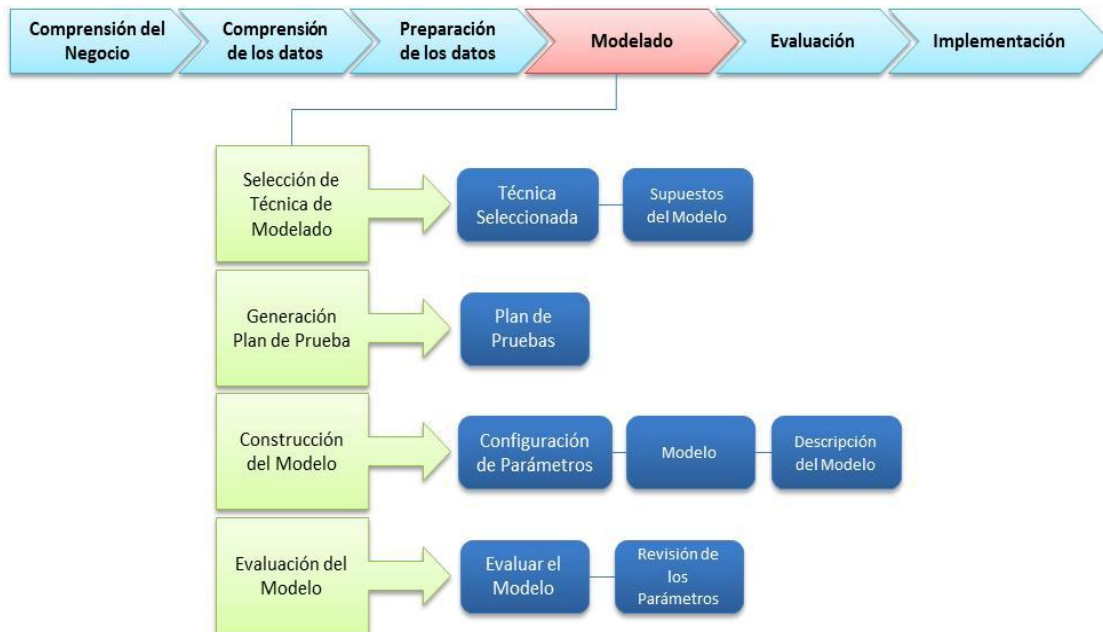 Comprensión del
Negocio
Comprensión
de los datos
Preparación
de los datos
Modelado
Evaluación
Implementación
Selección de
Técnica de
Modelado
Técnica
Seleccionada
Supuestos
del Modelo
Generación
Plan de Prueba
Plan de
Pruebas
Construcción
del Modelo
Configuración
de Parámetros
Modelo
Descripción
del Modelo
Evaluación del
Modelo
Evaluar el
Modelo
Revisión de
los
Parámetros